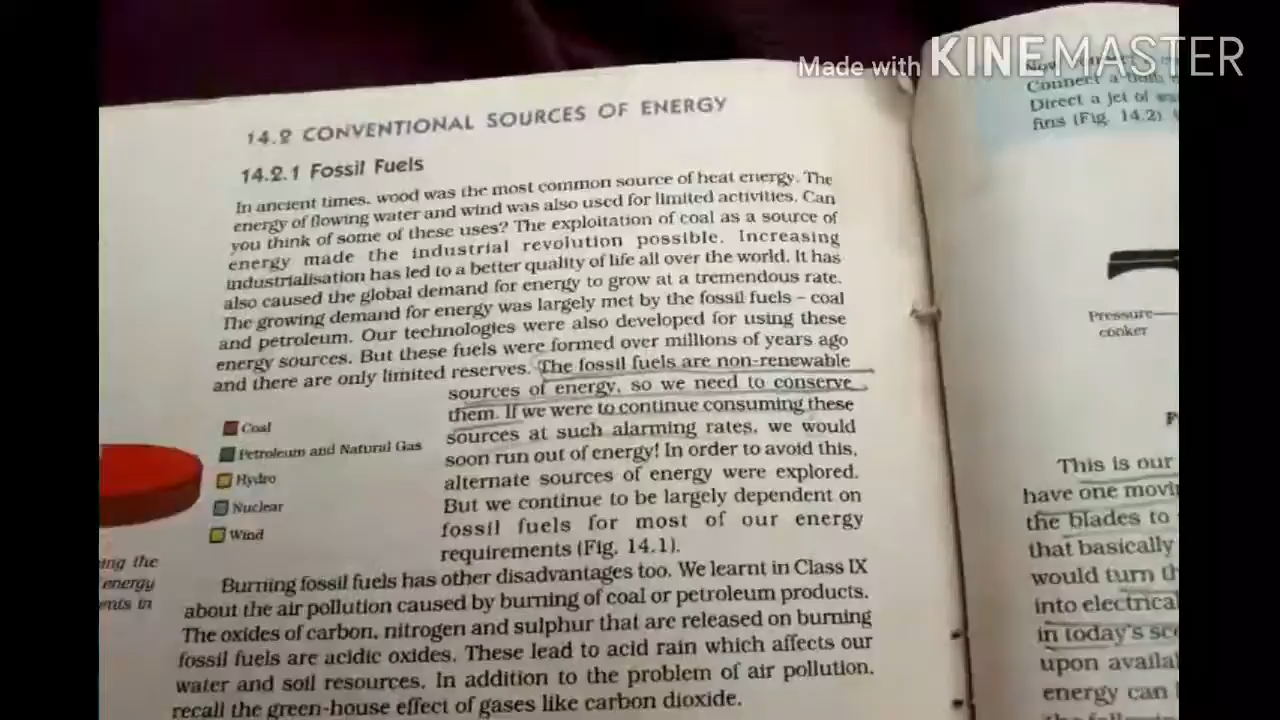 Made with KINEMASTER
14.2 CONVENTIONAL SOURCES OF ENERGY
14.2.1 Fossil Fuels
In ancient times, wood was the most common source of heat energy. The
energy of flowing water and wind was also used for limited activities. Can
you think of some of these uses? The exploitation of coal as a source of
energy made the industrial revolution possible. Increasing
industrialisation has led to a better quality of life all over the world. It has
also caused the global demand for energy to grow at a tremendous rate.
The growing demand for energy was largely met by the fossil fuels – coal
and petroleum. Our technologies were also developed for using these
energy sources. But these fuels were formed over millions of years ago
and there are only limited reserves. The fossil fuels are non-renewable
sources of energy, so we need to conserve
them. If we were to continue consuming these
sources at such alarming rates, we would
soon run out of energy! In order to avoid this,
alternate sources of energy were explored.
But we continue to be largely dependent on
fossil fuels for most of our energy
requirements (Fig. 14.1).
Coal
Petroleum and Natural Gas
Hydro
Nuclear
Wind
ing the
energy
ents in
Burning fossil fuels has other disadvantages too. We learnt in Class IX
about the air pollution caused by burning of coal or petroleum products.
The oxides of carbon, nitrogen and sulphur that are released on burning
fossil fuels are acidic oxides. These lead to acid rain which affects our
water and soil resources. In addition to the problem of air pollution,
recall the green-house effect of gases like carbon dioxide.
Connect a
Direct a jet of
fins (Fig. 14.2)
Pressure
cooker
This is our
have one movi
the blades to
that basically
would turn th
into electrical
in today's sc
upon availa
energy can